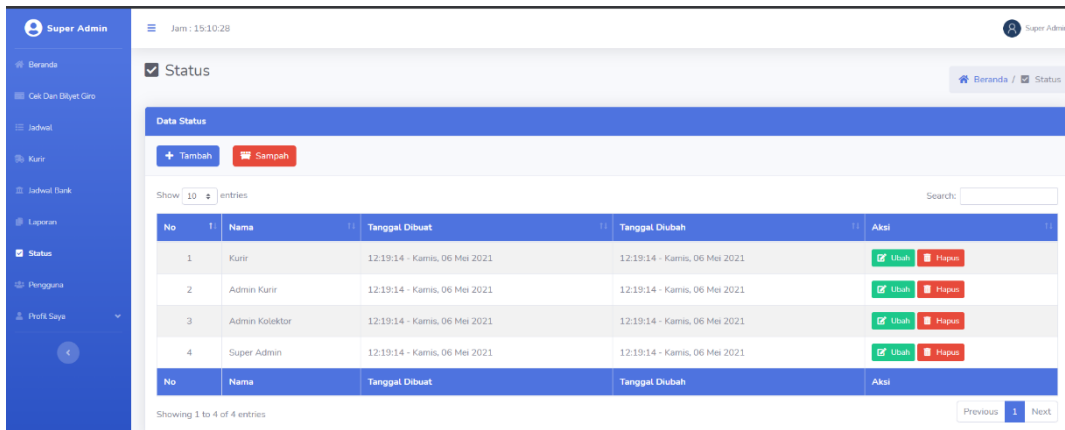 Super Admin
Jam : 15:10:28
Super Admin
Beranda
Cek Dan Bilyet Giro
Jadwal
Kurir
Jadwal Bank
Laporan
Status
Pengguna
Profil Saya
Status
Beranda / Status
Data Status
Tambah Sampah
Show 10 entries Search:
No Nama Tanggal Dibuat Tanggal Diubah Aksi
1 Kurir 12:19:14 - Kamis, 06 Mei 2021 12:19:14 - Kamis, 06 Mei 2021 Ubah Hapus
2 Admin Kurir 12:19:14 - Kamis, 06 Mei 2021 12:19:14 - Kamis, 06 Mei 2021 Ubah Hapus
3 Admin Kolektor 12:19:14 - Kamis, 06 Mei 2021 12:19:14 - Kamis, 06 Mei 2021 Ubah Hapus
4 Super Admin 12:19:14 - Kamis, 06 Mei 2021 12:19:14 - Kamis, 06 Mei 2021 Ubah Hapus
No Nama Tanggal Dibuat Tanggal Diubah Aksi
Showing 1 to 4 of 4 entries
Previous 1 Next